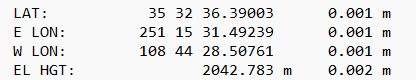 LAT: 35 32 36.39003 0.001 m
E LON: 251 15 31.49239 0.001 m
W LON: 108 44 28.50761 0.001 m
EL HGT: 2042.783 m 0.002 m